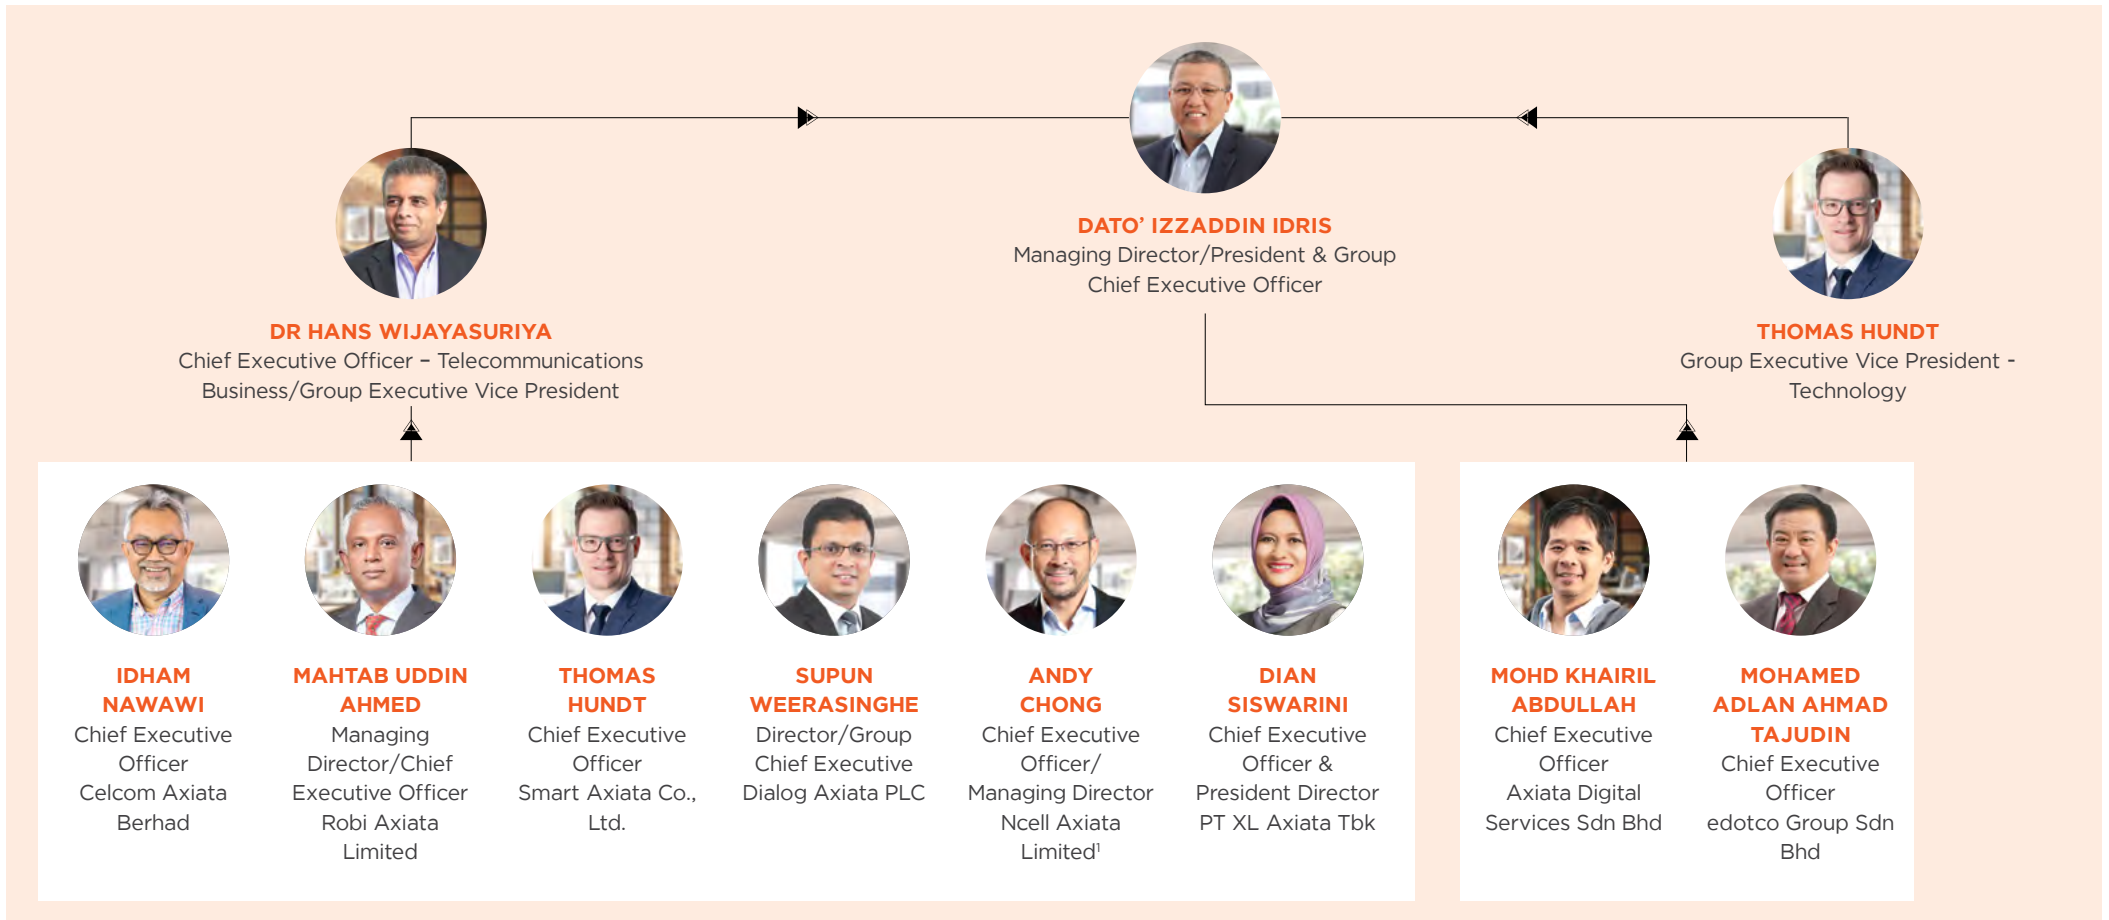 DATO’ IZZADDIN IDRIS
Managing Director/President & Group
Chief Executive Officer
DR HANS WIJAYASURIYA
Chief Executive Officer – Telecommunications
Business/Group Executive Vice President
THOMAS HUNDT
Group Executive Vice President -
Technology
IDHAM
NAWAWI
Chief Executive
Officer
Celcom Axiata
Berhad
MAHTAB UDDIN
AHMED
Managing
Director/Chief
Executive Officer
Robi Axiata
Limited
THOMAS
HUNDT
Chief Executive
Officer
Smart Axiata Co.,
Ltd.
SUPUN
WEERASINGHE
Director/Group
Chief Executive
Dialog Axiata PLC
ANDY
CHONG
Chief Executive
Officer/
Managing Director
Ncell Axiata
Limited¹
DIAN
SISWARINI
Chief Executive
Officer &
President Director
PT XL Axiata Tbk
MOHD KHAIRIL
ABDULLAH
Chief Executive
Officer
Axiata Digital
Services Sdn Bhd
MOHAMED
ADLAN AHMAD
TAJUDIN
Chief Executive
Officer
edotco Group Sdn
Bhd